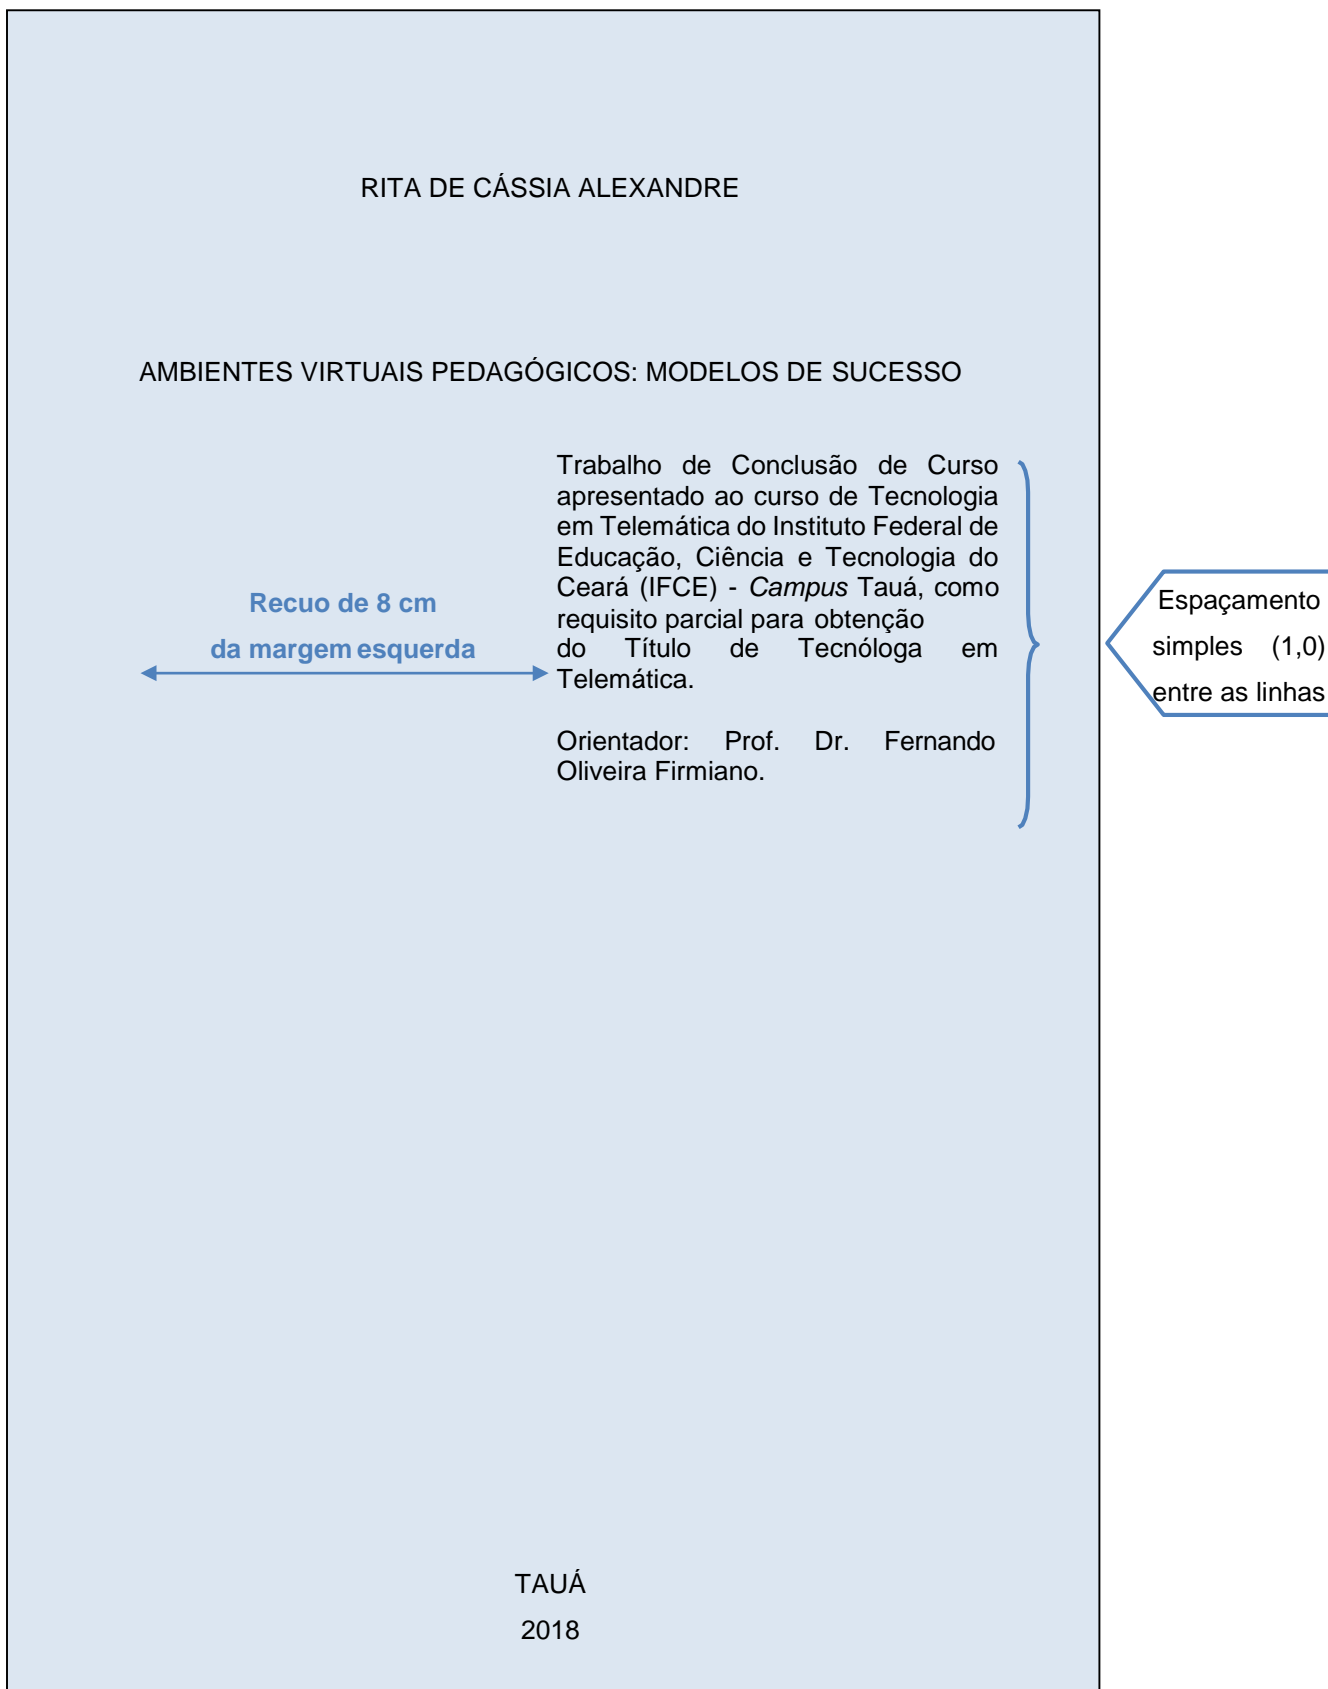 RITA DE CÁSSIA ALEXANDRE
AMBIENTES VIRTUAIS PEDAGÓGICOS: MODELOS DE SUCESSO
Trabalho de Conclusão de Curso
apresentado ao curso de Tecnologia
em Telemática do Instituto Federal de
Educação, Ciência e Tecnologia do
Ceará (IFCE) - Campus Tauá, como
requisito parcial para obtenção
do Título de Tecnóloga em
Telemática.
Orientador: Prof. Dr. Fernando
Oliveira Firmiano.
Recuo de 8 cm
da margem esquerda
Espaçamento
simples (1,0)
entre as linhas
TAUÁ
2018